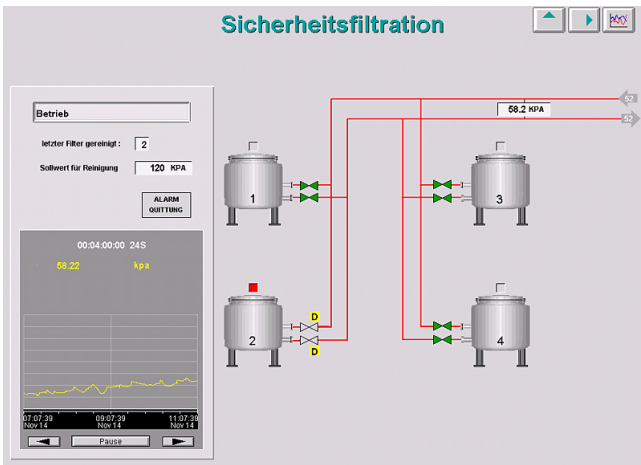 Sicherheitsfiltration
Betrieb
letzter Filter gereinigt : 2
Sollwert für Reinigung 120 KPA
ALARM
QUITTUNG
00:04:00:00 24S
58.22 kpa
07:07:39 09:07:39 11:07:39
Nov 14 Nov 14 Nov 14
Pause
52
58.2 KPA
52
1
3
D
2
D
4